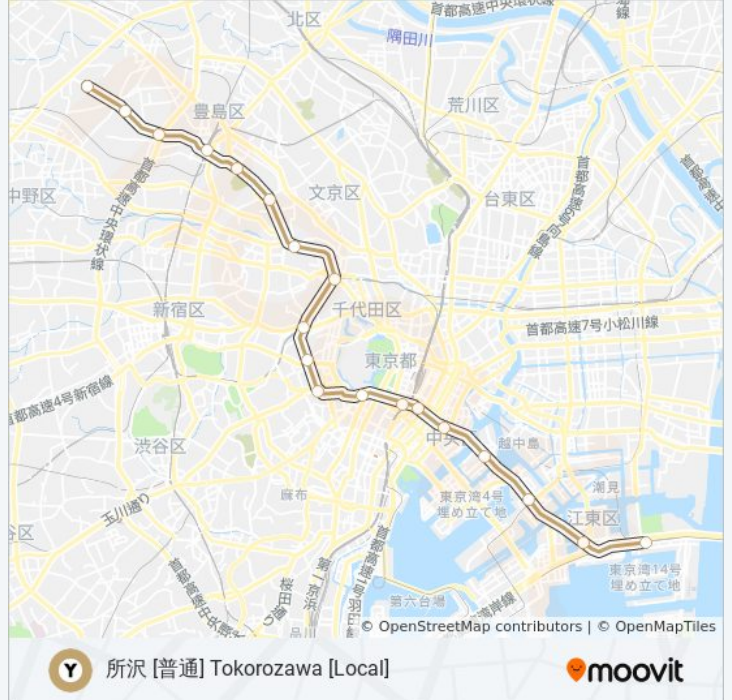 首都高速中央環状線
北区
隅田川
豊島区
荒川区
首都高速中央環状線
中野区
文京区
台東区
首都高速6号向島線
新宿区
千代田区
首都高速7号小松川線
東京都
首都高速4号新宿線
渋谷区
中央
越中島
麻布
東京湾4号
埋め立て地
潮見
江東区
玉川通り
谷区
東京湾14号
埋め立て地
第六台場
湾岸線
桜田通り
第一京浜
首都高速1号羽田
品川
© OpenStreetMap contributors | © OpenMapTiles
Y 所沢 [普通] Tokorozawa [Local]
moovit